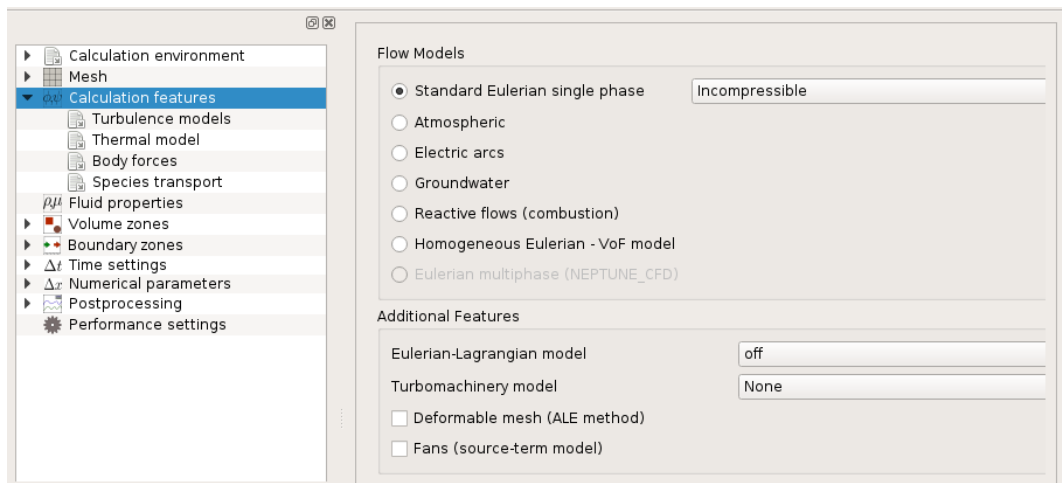 Calculation environment
Mesh
Calculation features
Turbulence models
Thermal model
Body forces
Species transport
ρ,μ Fluid properties
Volume zones
Boundary zones
Δt Time settings
Δx Numerical parameters
Postprocessing
Performance settings
Flow Models
Standard Eulerian single phase Incompressible
Atmospheric
Electric arcs
Groundwater
Reactive flows (combustion)
Homogeneous Eulerian - VoF model
Eulerian multiphase (NEPTUNE_CFD)
Additional Features
Eulerian-Lagrangian model off
Turbomachinery model None
Deformable mesh (ALE method)
Fans (source-term model)